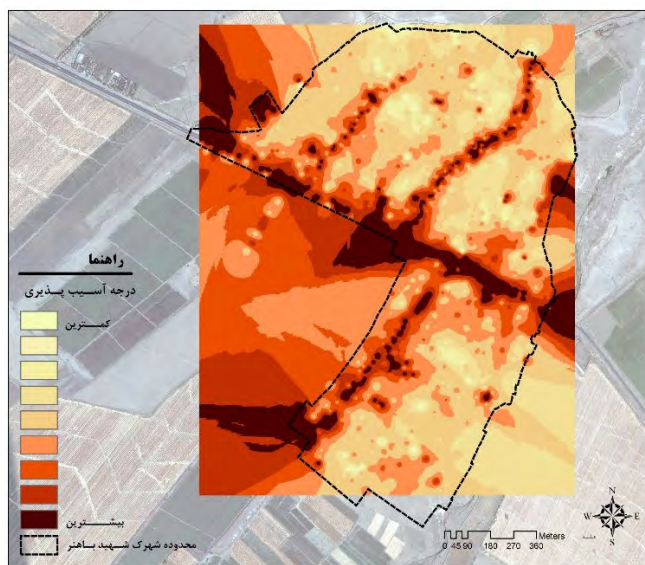 راهنما
درجه آسیب پذیری
کمترین
بیشترین
محدوده شهرک شهید باهنر
N
W E
S
Meters
0 45 90 180 270 360